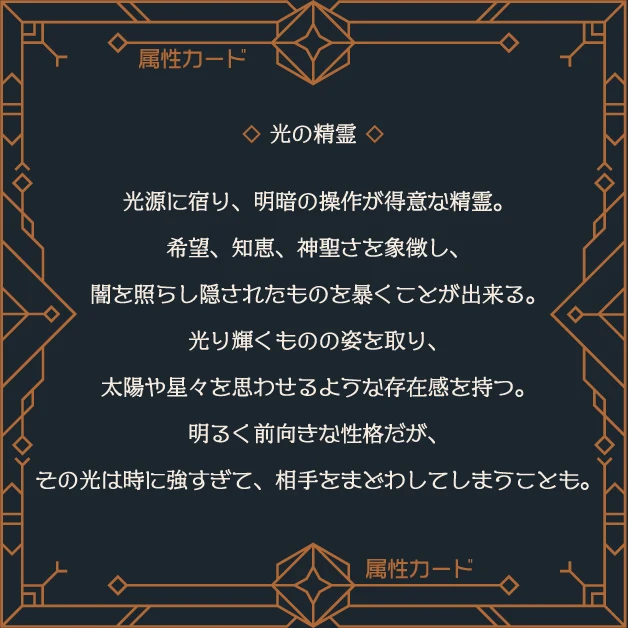 属性カード
光の精霊
光源に宿り、明暗の操作が得意な精霊。
希望、知恵、神聖さを象徴し、
闇を照らし隠されたものを暴くことが出来る。
光り輝くものの姿を取り、
太陽や星々を思わせるような存在感を持つ。
明るく前向きな性格だが、
その光は時に強すぎて、相手をまどわしてしまうことも。
属性カード